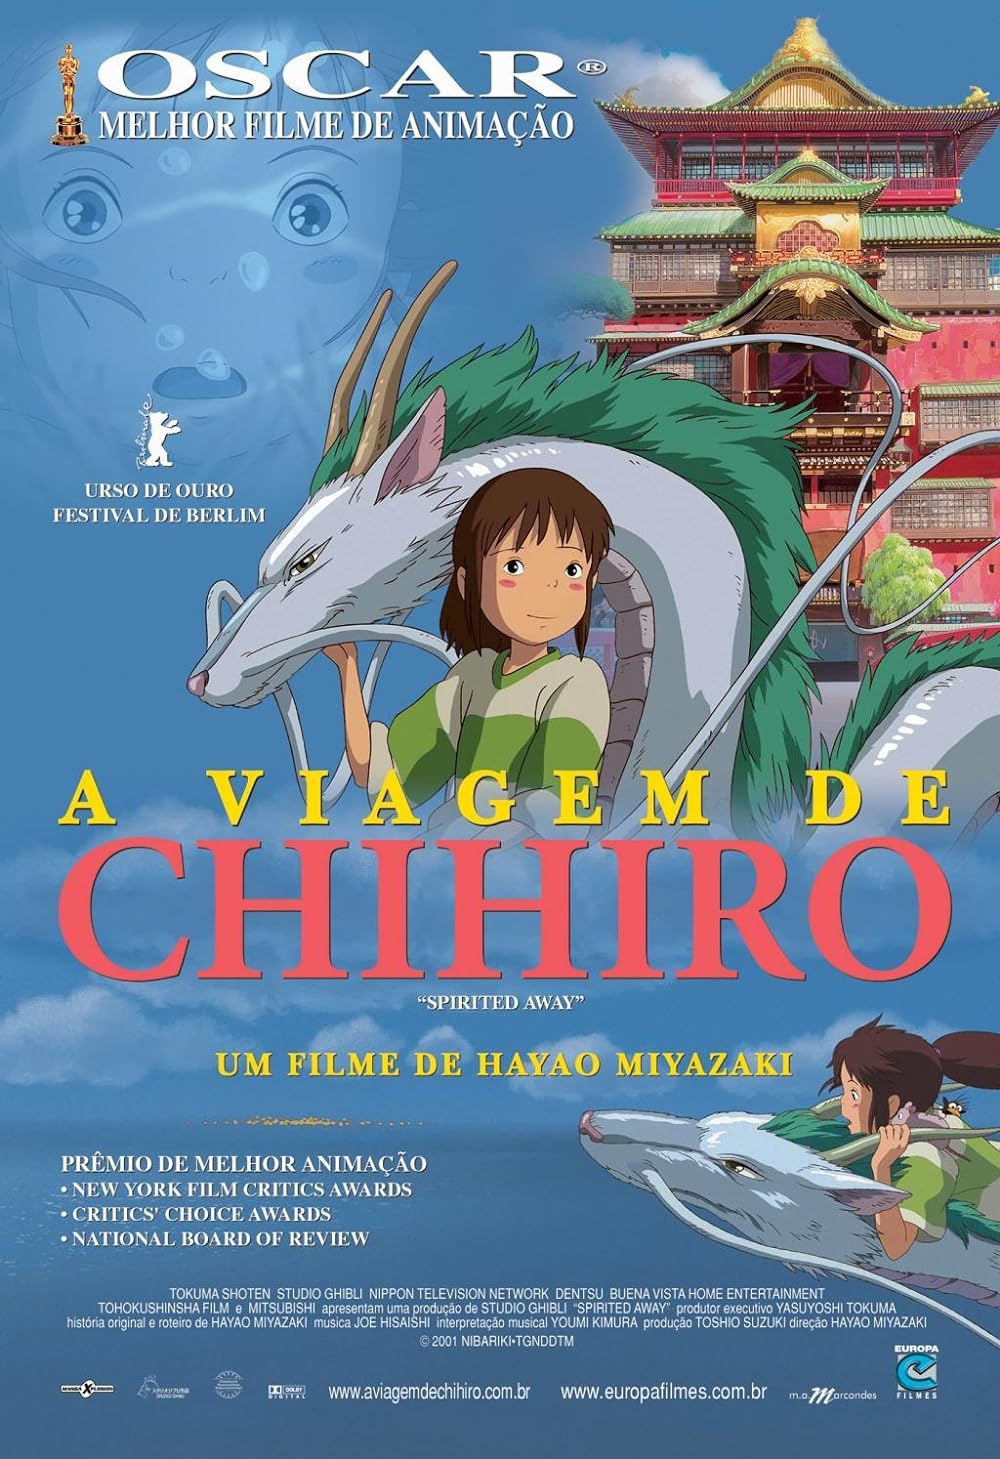 OSCAR®
MELHOR FILME DE ANIMAÇÃO
Berlinale
URSO DE OURO
FESTIVAL DE BERLIM
A VIAGEM DE
CHIHIRO
“SPIRITED AWAY”
UM FILME DE HAYAO MIYAZAKI
PRÊMIO DE MELHOR ANIMAÇÃO
• NEW YORK FILM CRITICS AWARDS
• CRITICS' CHOICE AWARDS
• NATIONAL BOARD OF REVIEW
TOKUMA SHOTEN STUDIO GHIBLI NIPPON TELEVISION NETWORK DENTSU BUENA VISTA HOME ENTERTAINMENT
TOHOKUSHINSHA FILM e MITSUBISHI apresentam uma produção de STUDIO GHIBLI “SPIRITED AWAY” produtor executivo YASUYOSHI TOKUMA
história original e roteiro de HAYAO MIYAZAKI musica JOE HISAISHI interpretação musical YOUMI KIMURA produção TOSHIO SUZUKI direção HAYAO MIYAZAKI
© 2001 NIBARIKI•TGNDDTM
DOLBY
DIGITAL
www.aviagemdechihiro.com.br
www.europafilmes.com.br
m.a.Marcondes
EUROPA
FILMES